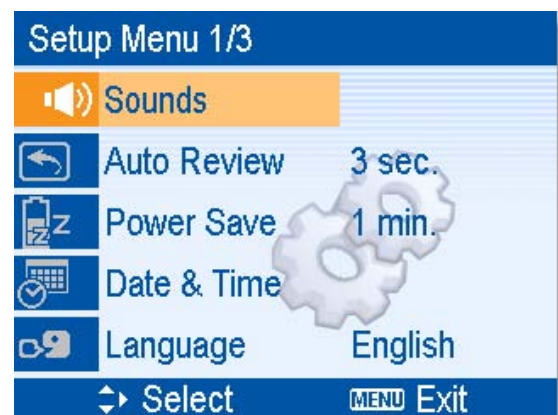 Setup Menu 1/3
Sounds
Auto Review 3 sec.
Power Save 1 min.
Date & Time
Language English
Select MENU Exit